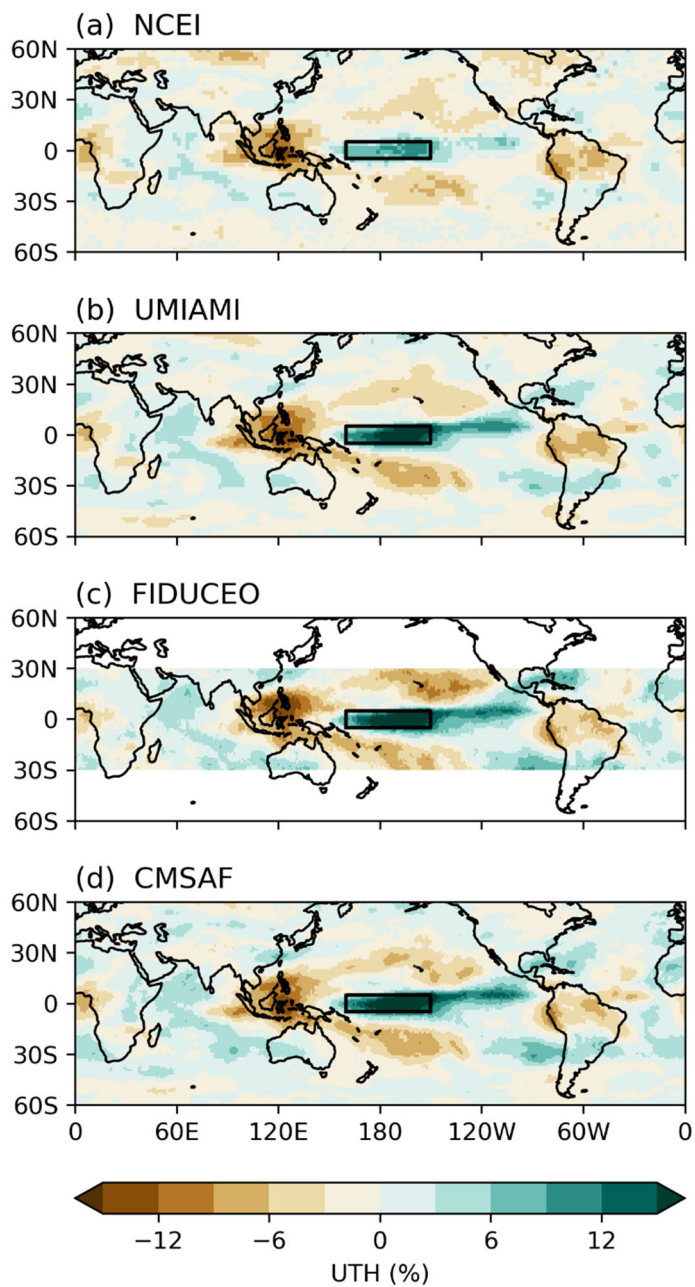 (a) NCEI
60N
30N
0
30S
60S
(b) UMIAMI
60N
30N
0
30S
60S
(c) FIDUCEO
60N
30N
0
30S
60S
(d) CMSAF
60N
30N
0
30S
60S
0 60E 120E 180 120W 60W 0
−12 −6 0 6 12
UTH (%)